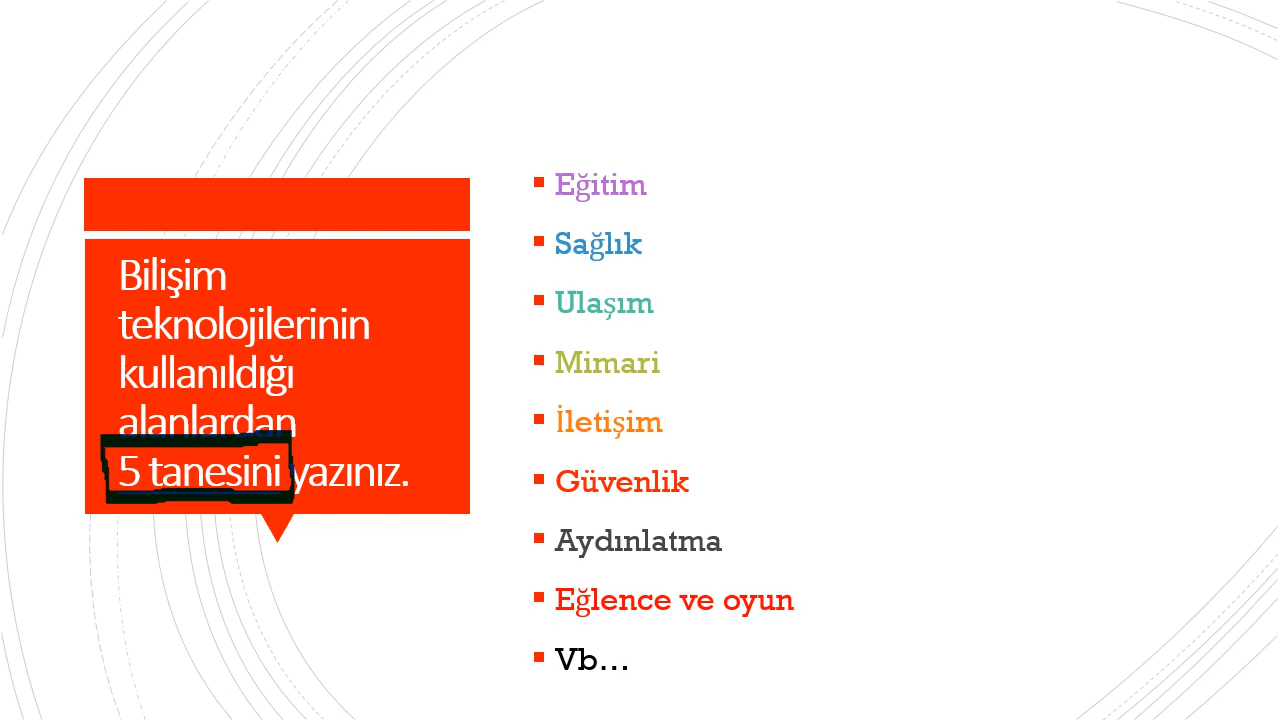 Bilişim
teknolojilerinin
kullanıldığı
alanlardan
5 tanesini yazınız.
Eğitim
Sağlık
Ulaşım
Mimari
İletişim
Güvenlik
Aydınlatma
Eğlence ve oyun
Vb...